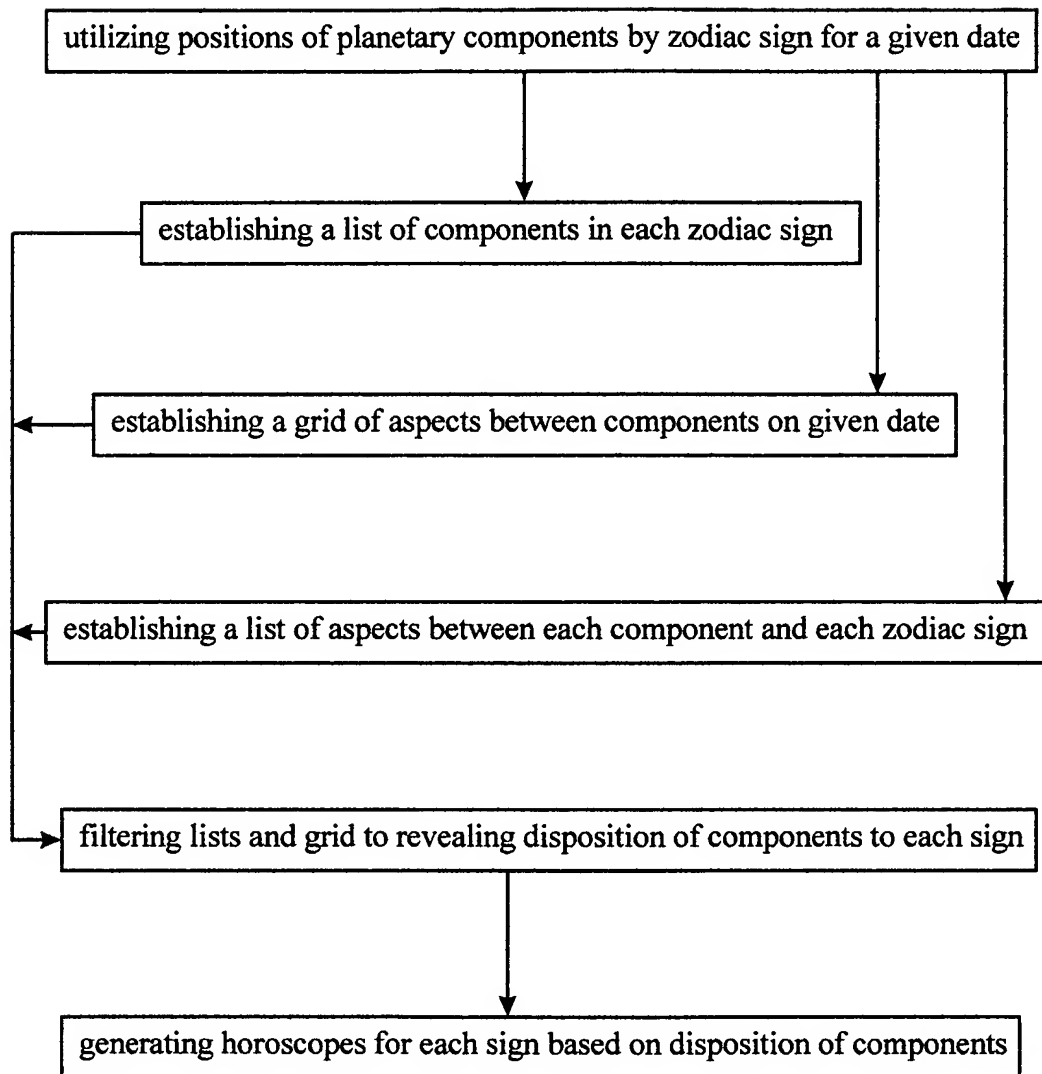 utilizing positions of planetary components by zodiac sign for a given date
establishing a list of components in each zodiac sign
establishing a grid of aspects between components on given date
establishing a list of aspects between each component and each zodiac sign
filtering lists and grid to revealing disposition of components to each sign
generating horoscopes for each sign based on disposition of components